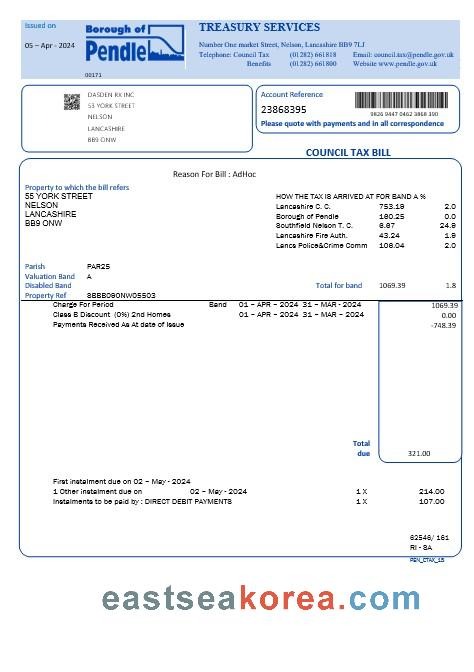 Issued on
05 – Apr - 2024
Borough of
Pendle
TREASURY SERVICES
Number One market Street, Nelson, Lancashire BB9 7LJ
Telephone: Council Tax (01282) 661818 Email: council.tax@pendle.gov.uk
Benefits (01282) 661800 Website www.pendle.gov.uk
00171
DASDEN RX INC
53 YORK STREET
NELSON
LANCASHIRE
BB9 ONW
Account Reference
23868395
9826 9447 0462 3868 390
Please quote with payments and in all correspondence
COUNCIL TAX BILL
Reason For Bill : AdHoc
Property to which the bill refers
55 YORK STREET
NELSON
LANCASHIRE
BB9 ONW
HOW THE TAX IS ARRIVED AT FOR BAND A %
Lancashire C. C. 753.19 2.0
Borough of Pendle 160.25 0.0
Southfield Nelson T. C. 6.67 24.9
Lancashire Fire Auth. 43.24 1.9
Lancs Police&Crime Comm 106.04 2.0
Parish PAR25
Valuation Band A
Disabled Band Total for band 1069.39 1.8
Property Ref SBBB090NW05503
Charge For Period Band 01 – APR – 2024 31 – MAR - 2024 1069.39
Class B Discount (0%) 2nd Homes 01 – APR – 2024 31 – MAR – 2024 0.00
Payments Received As At date of issue -748.39
Total
due 321.00
First instalment due on 02 – May - 2024
1 Other instalment due on 02 – May - 2024 1 X 214.00
Instalments to be paid by : DIRECT DEBIT PAYMENTS 1 X 107.00
62546/ 161
RI - SA
PEN_CTAX_15
eastseakorea.com